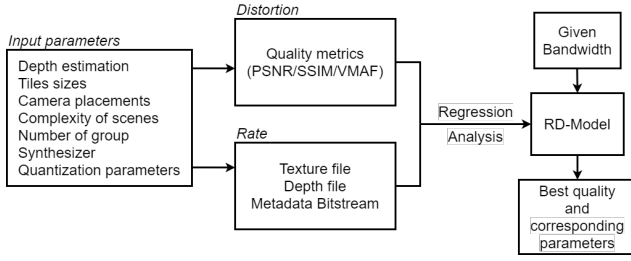 Input parameters
Depth estimation
Tiles sizes
Camera placements
Complexity of scenes
Number of group
Synthesizer
Quantization parameters
Distortion
Quality metrics
(PSNR/SSIM/VMAF)
Rate
Texture file
Depth file
Metadata Bitstream
Regression
Analysis
Given
Bandwidth
RD-Model
Best quality
and
corresponding
parameters